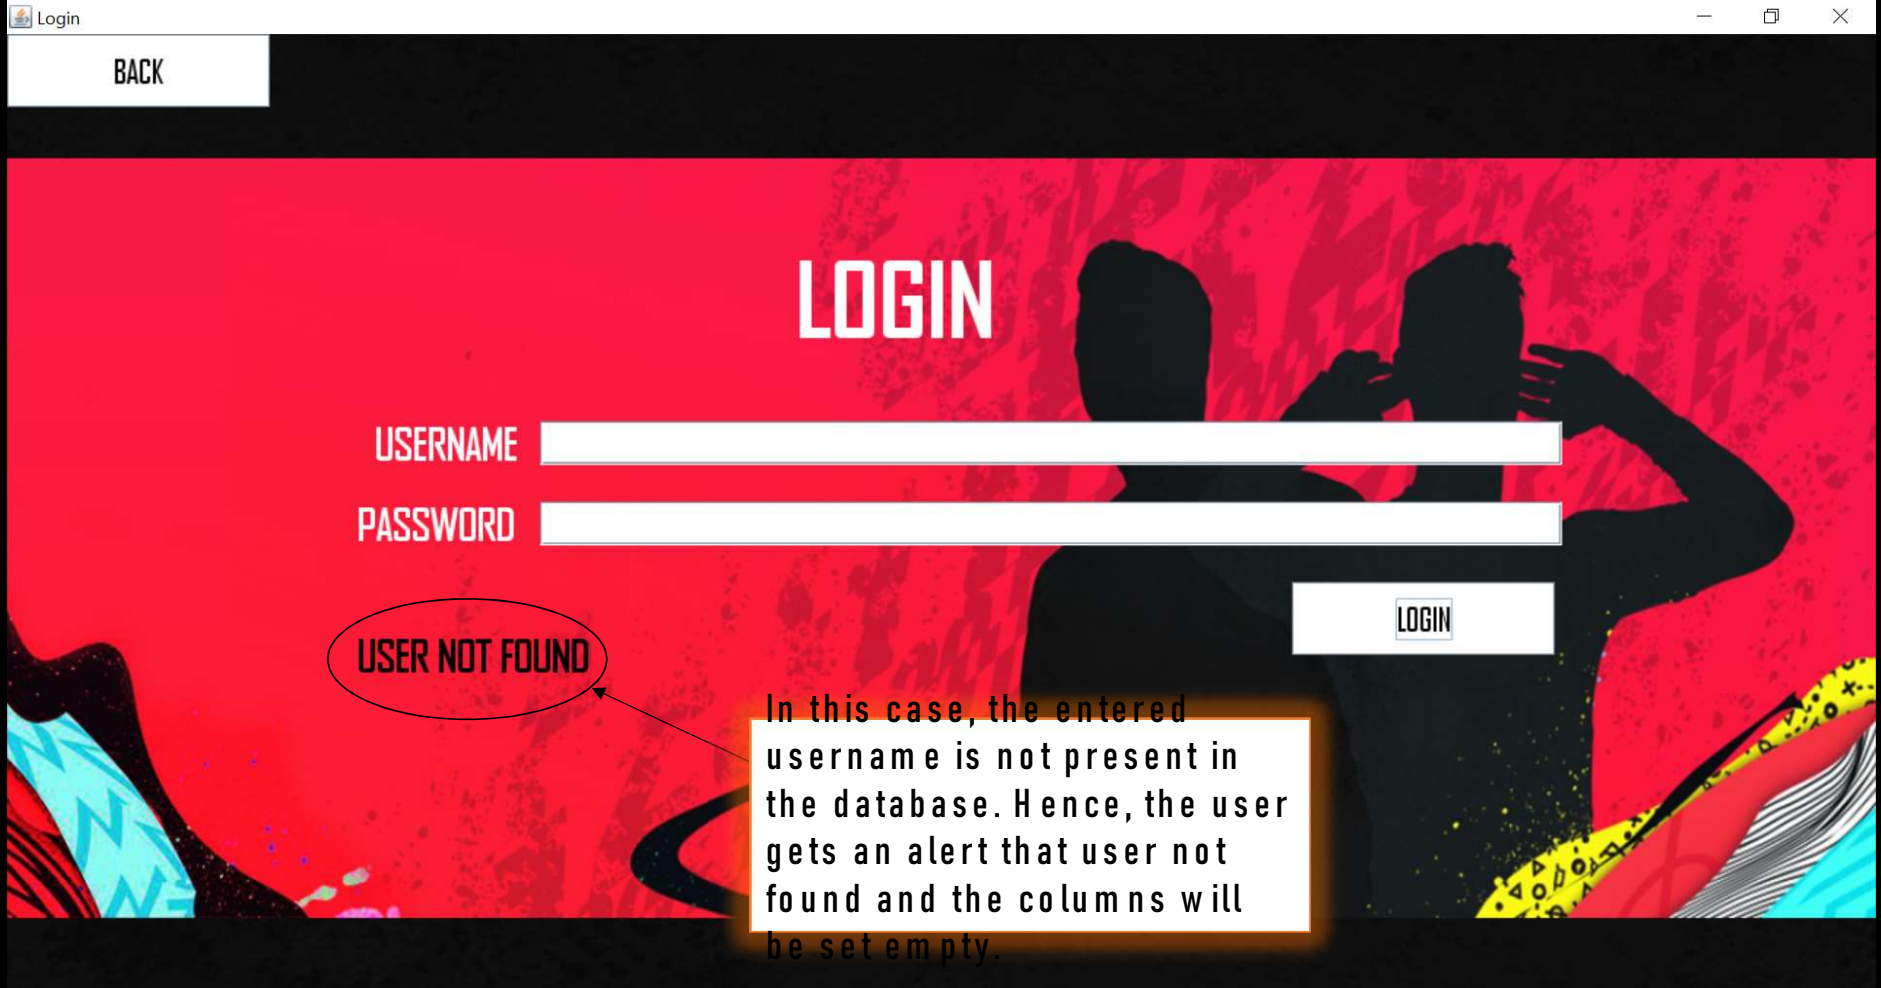 Login
BACK
LOGIN
USERNAME
PASSWORD
LOGIN
USER NOT FOUND
In this case, the entered
username is not present in
the database. Hence, the user
gets an alert that user not
found and the columns will
be set empty.